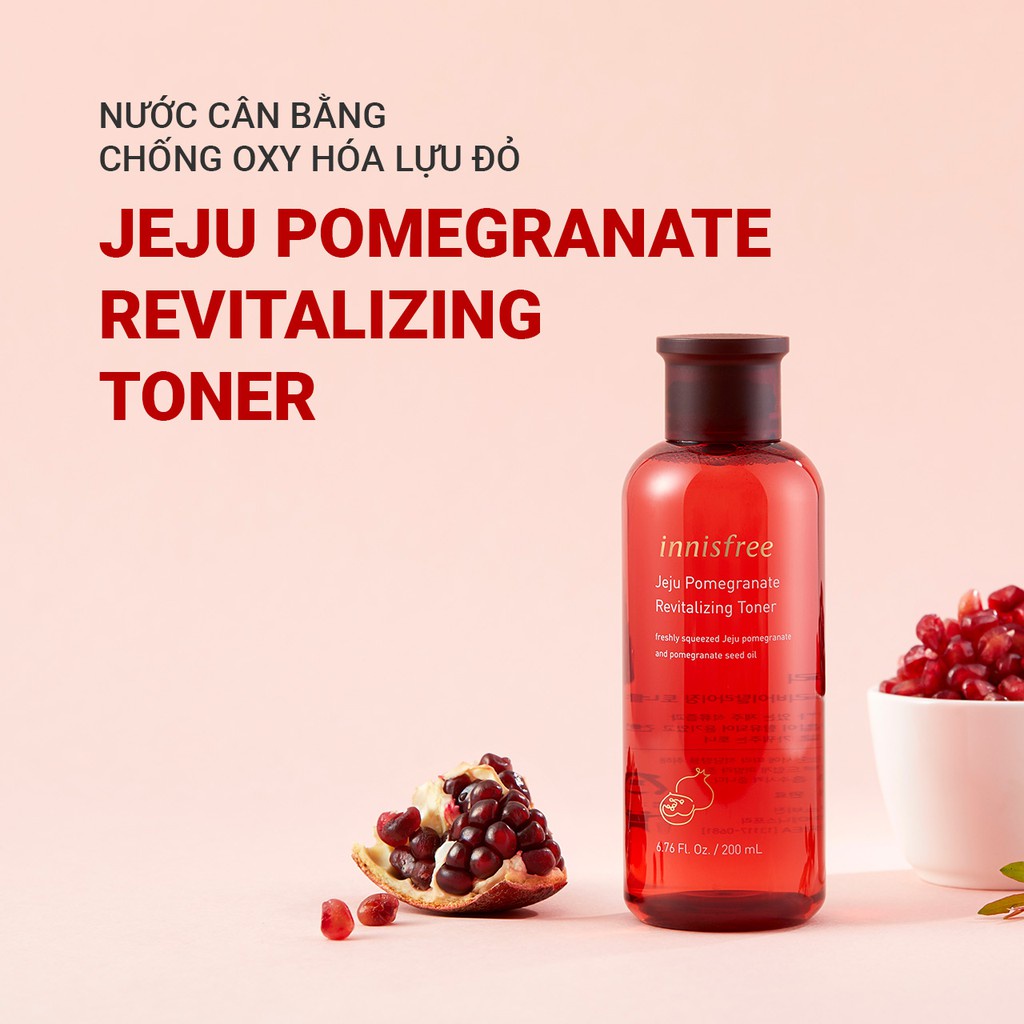 NƯỚC CÂN BẰNG
CHỐNG OXY HÓA LỰU ĐỎ
JEJU POMEGRANATE
REVITALIZING
TONER
innisfree
Jeju Pomegranate
Revitalizing Toner
freshly squeezed Jeju pomegranate
and pomegranate seed oil
6.76 Fl. Oz. / 200 mL